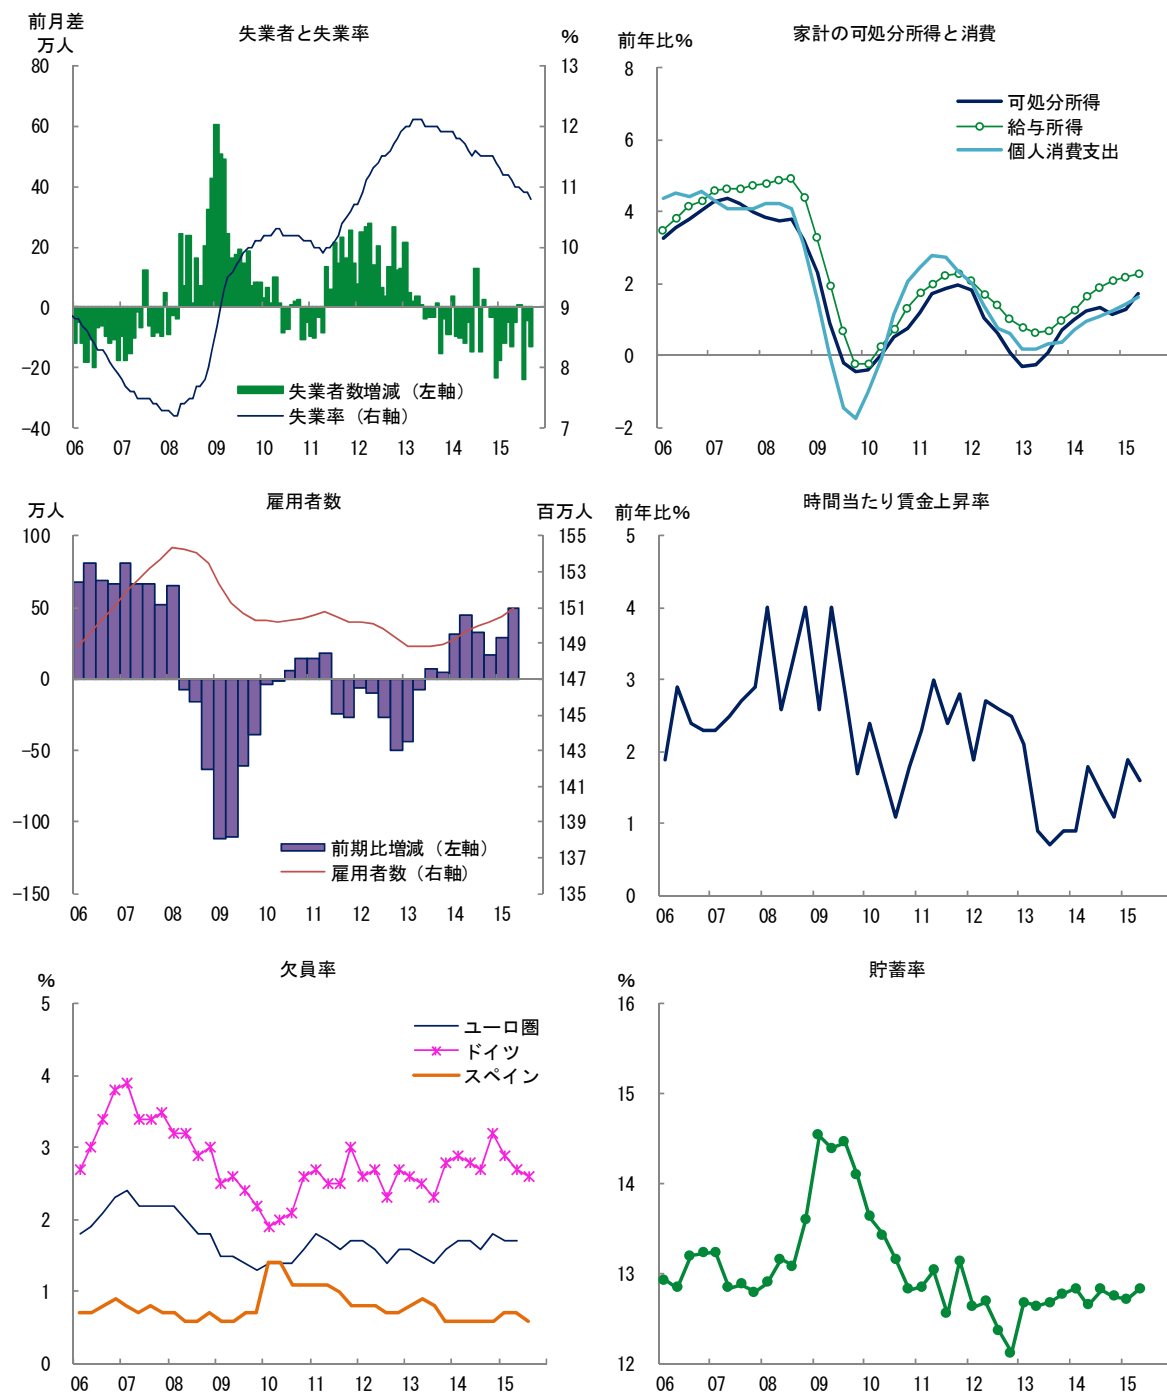 失業者と失業率
前月差
万人
%
80
60
40
20
0
-20
-40
13
12
11
10
9
8
7
失業者数増減（左軸）
失業率（右軸）
06 07 08 09 10 11 12 13 14 15
家計の可処分所得と消費
前年比%
8
6
4
2
0
-2
可処分所得
給与所得
個人消費支出
06 07 08 09 10 11 12 13 14 15
雇用者数
万人
百万人
100
50
0
-50
-100
-150
155
153
151
149
147
145
143
141
139
137
135
前期比増減（左軸）
雇用者数（右軸）
06 07 08 09 10 11 12 13 14 15
時間当たり賃金上昇率
前年比%
5
4
3
2
1
0
06 07 08 09 10 11 12 13 14 15
欠員率
%
5
4
3
2
1
0
ユーロ圏
ドイツ
スペイン
06 07 08 09 10 11 12 13 14 15
貯蓄率
%
16
15
14
13
12
06 07 08 09 10 11 12 13 14 15